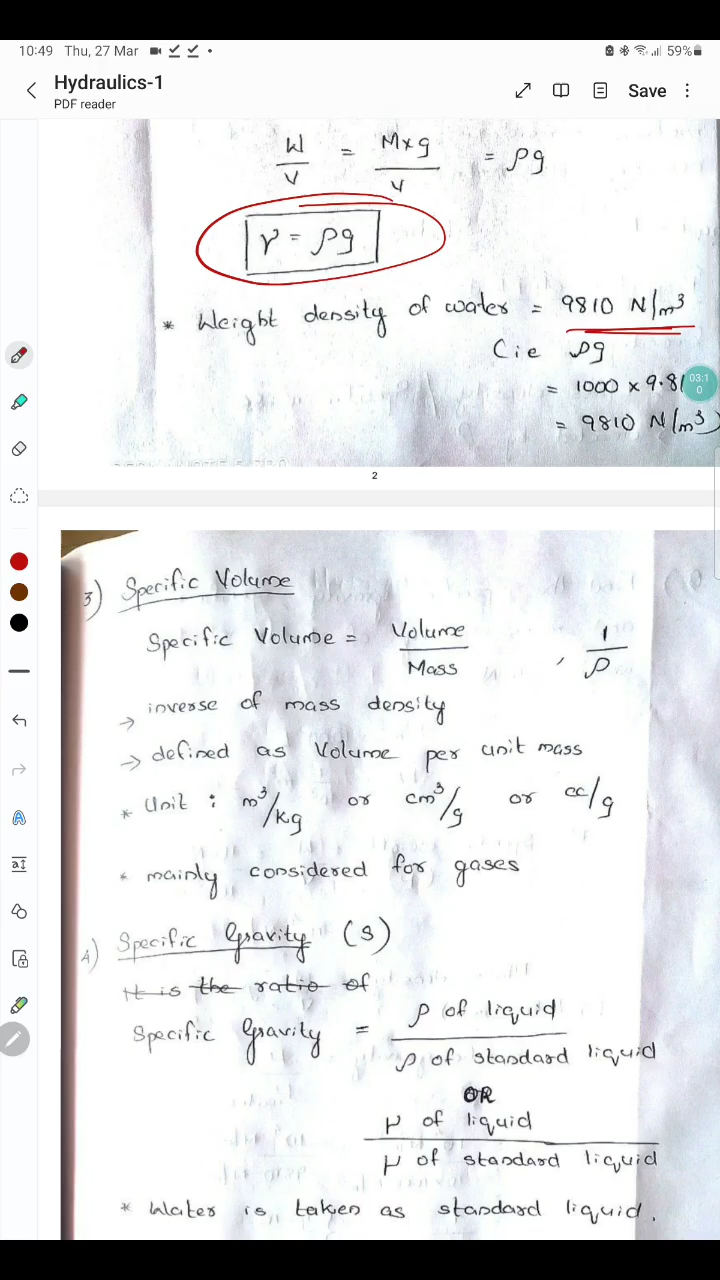 10:49 Thu, 27 Mar
59%
Hydraulics-1
PDF reader
Save
W/V = M×g/V = ρg
γ = ρg
* Weight density of water = 9810 N/m³
Cie ρg
= 1000 × 9.81
03:10
= 9810 N/m³)
2
3) Specific Volume
Specific Volume = Volume/Mass , 1/ρ
→ inverse of mass density
→ defined as Volume per unit mass
* Unit : m³/kg or cm³/g or cc/g
* mainly considered for gases
4) Specific Gravity (S)
It is the ratio of
Specific Gravity = ρ of liquid / ρ of standard liquid
OR
γ of liquid / γ of standard liquid
* Water is taken as standard liquid.